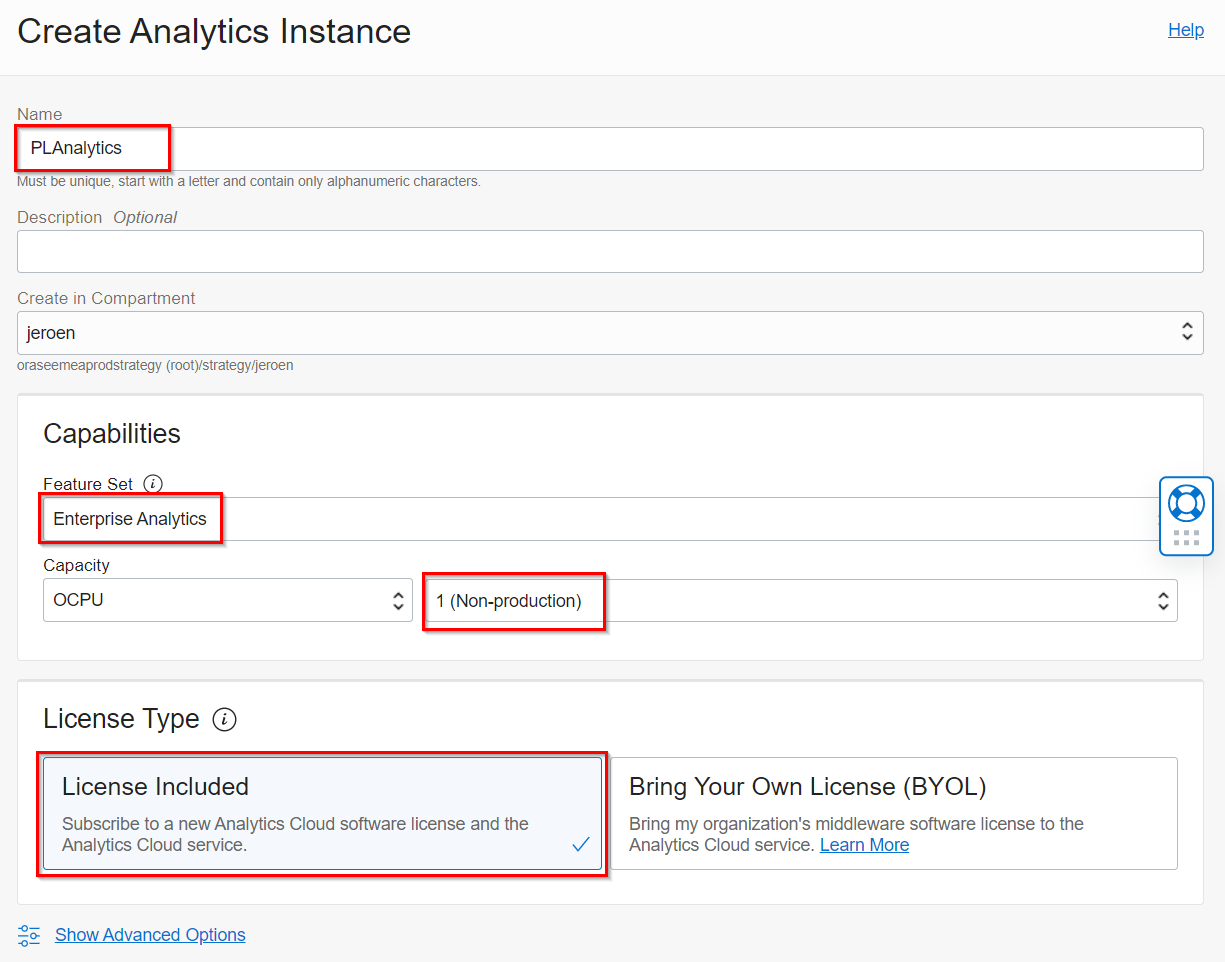 Create Analytics Instance
Help
Name
PLAnalytics
Must be unique, start with a letter and contain only alphanumeric characters.
Description Optional
Create in Compartment
jeroen
oraseemeaprodstrategy (root)/strategy/jeroen
Capabilities
Feature Set
Enterprise Analytics
Capacity
OCPU
1 (Non-production)
License Type
License Included
Subscribe to a new Analytics Cloud software license and the
Analytics Cloud service.
Bring Your Own License (BYOL)
Bring my organization's middleware software license to the
Analytics Cloud service. Learn More
Show Advanced Options